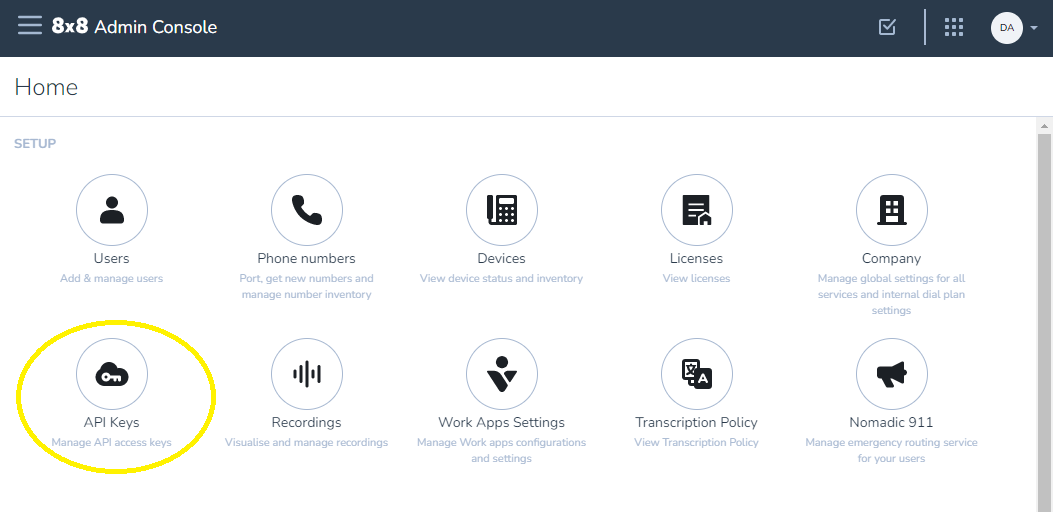 8x8 Admin Console
DA
Home
SETUP
Users
Add & manage users
Phone numbers
Port, get new numbers and
manage number inventory
Devices
View device status and inventory
Licenses
View licenses
Company
Manage global settings for all
services and internal dial plan
settings
API Keys
Manage API access keys
Recordings
Visualise and manage recordings
Work Apps Settings
Manage Work apps configurations
and settings
Transcription Policy
View Transcription Policy
Nomadic 911
Manage emergency routing service
for your users